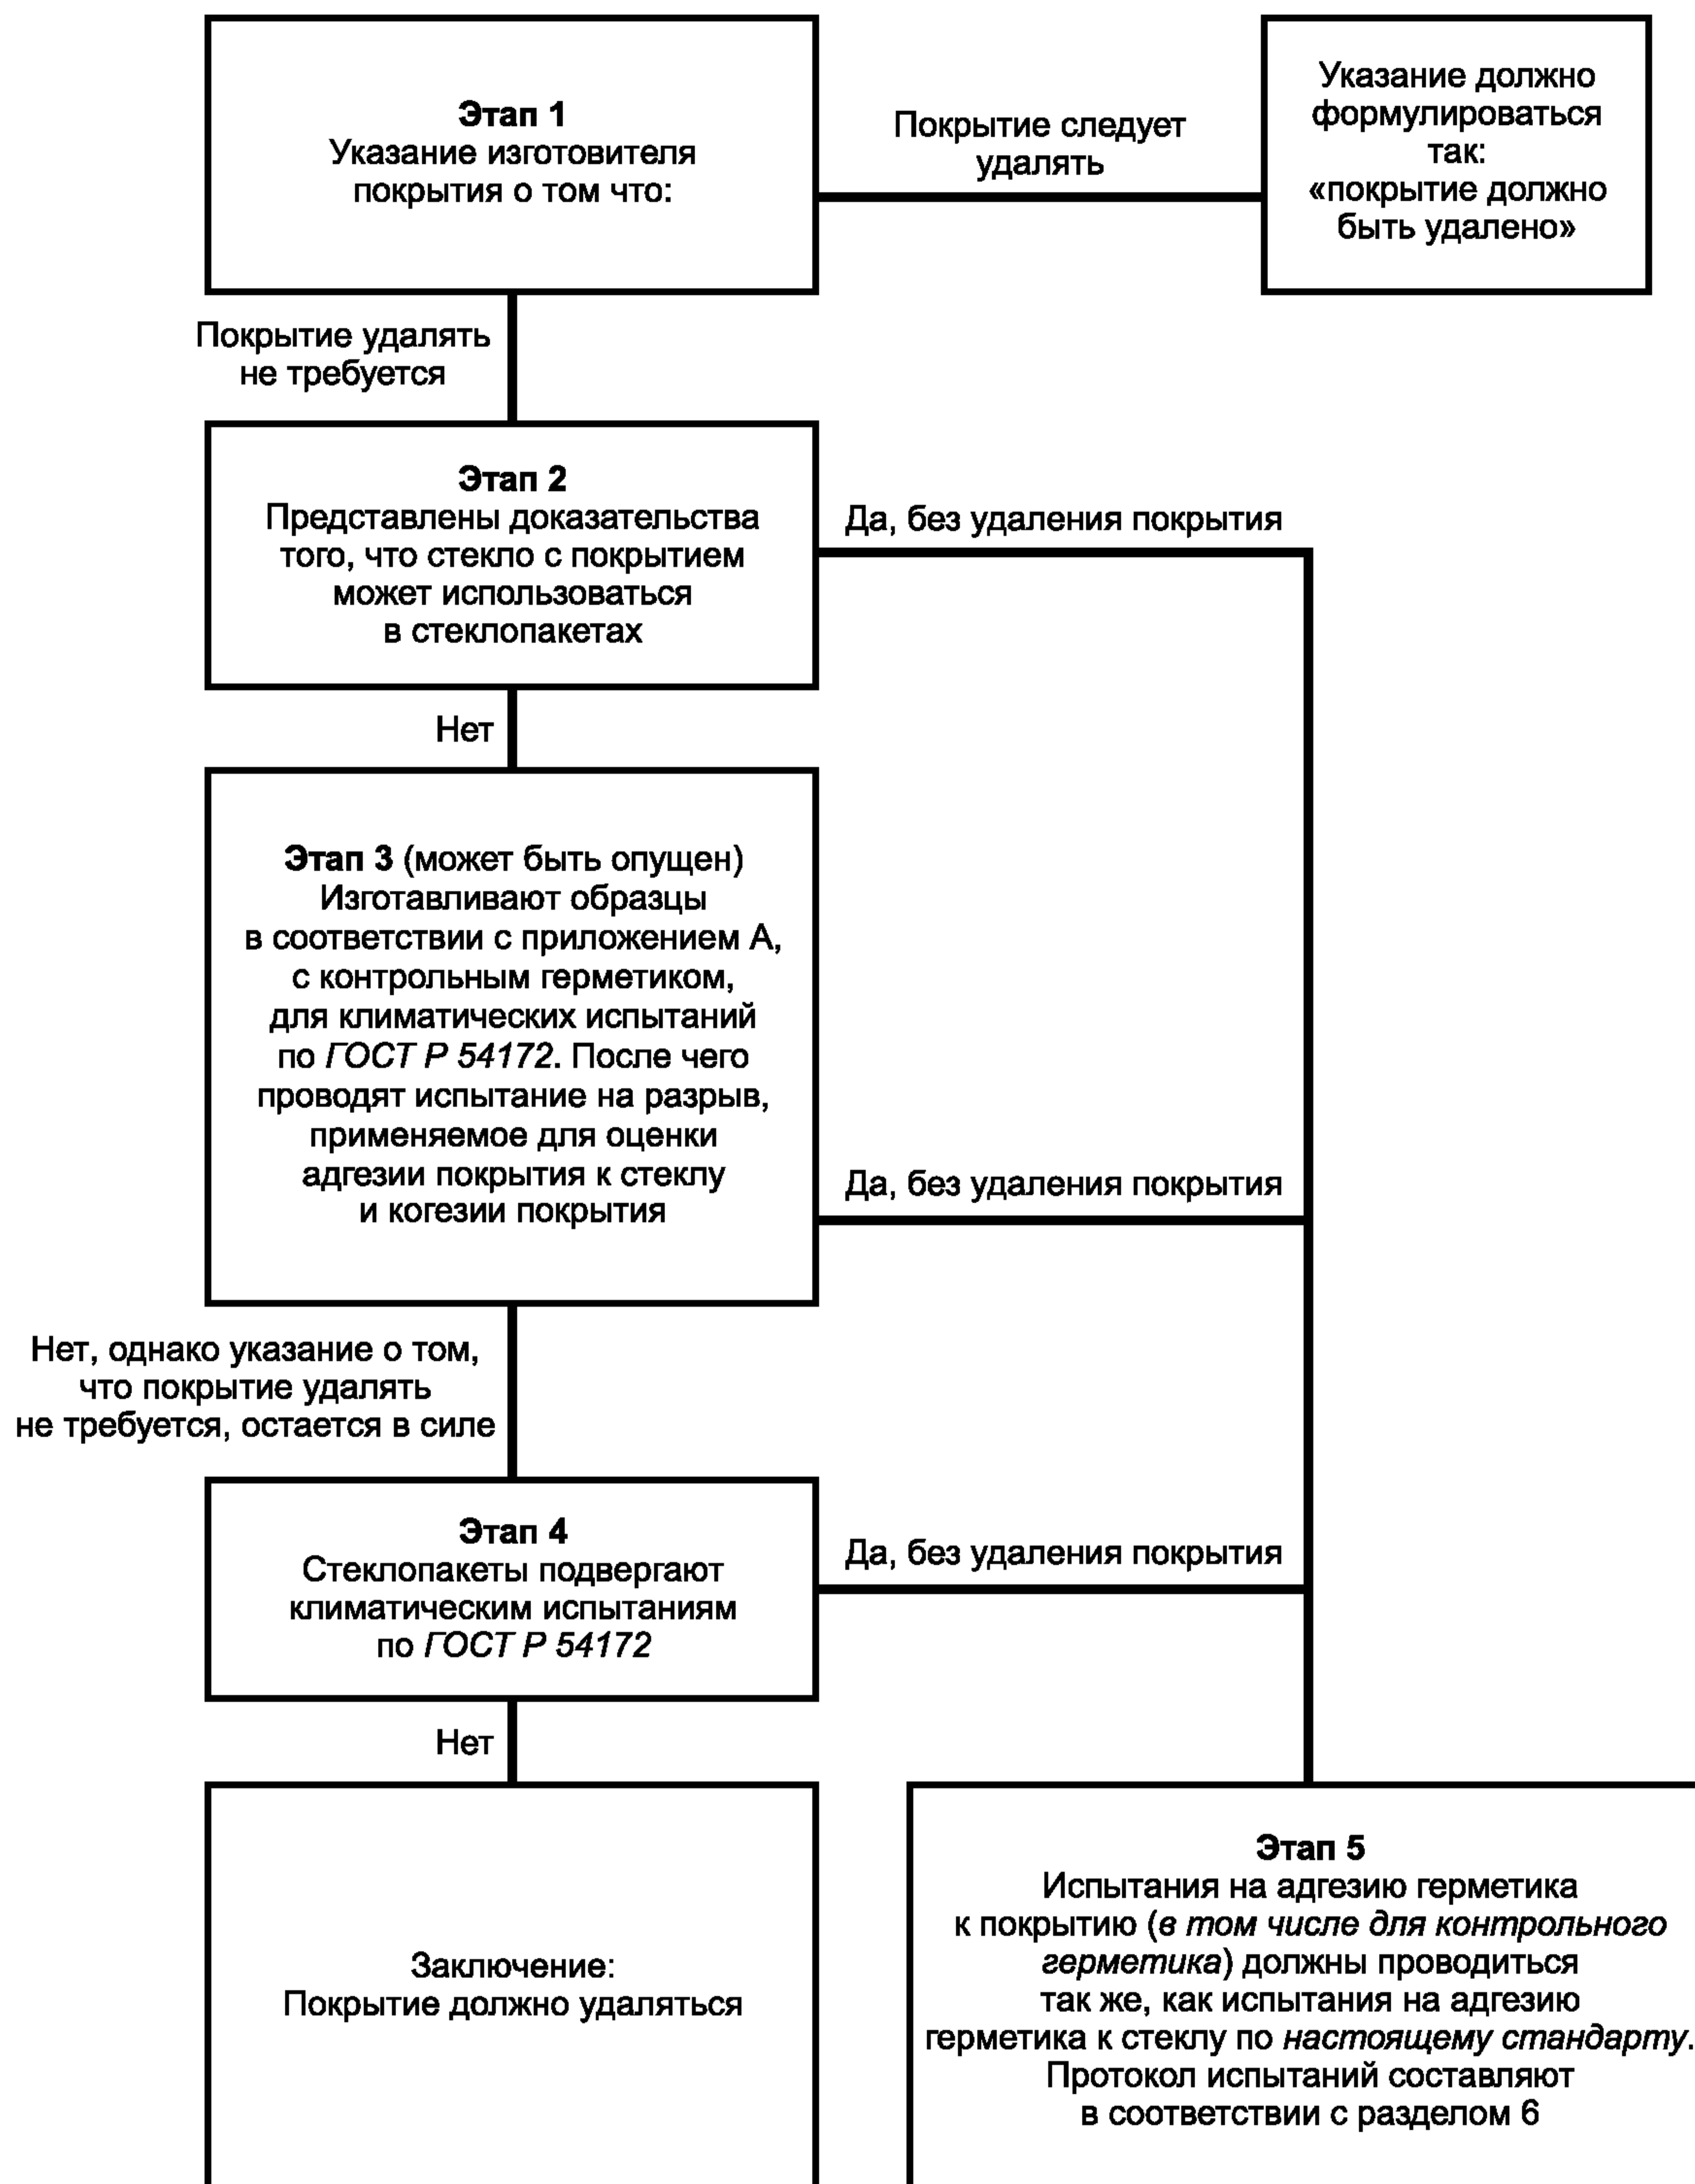 Этап 1
Указание изготовителя
покрытия о том что:
Покрытие следует
удалять
Указание должно
формулироваться
так:
«покрытие должно
быть удалено»
Покрытие удалять
не требуется
Этап 2
Представлены доказательства
того, что стекло с покрытием
может использоваться
в стеклопакетах
Да, без удаления покрытия
Нет
Этап 3 (может быть опущен)
Изготавливают образцы
в соответствии с приложением А,
с контрольным герметиком,
для климатических испытаний
по ГОСТ Р 54172. После чего
проводят испытание на разрыв,
применяемое для оценки
адгезии покрытия к стеклу
и когезии покрытия
Да, без удаления покрытия
Нет, однако указание о том,
что покрытие удалять
не требуется, остается в силе
Этап 4
Стеклопакеты подвергают
климатическим испытаниям
по ГОСТ Р 54172
Да, без удаления покрытия
Нет
Заключение:
Покрытие должно удаляться
Этап 5
Испытания на адгезию герметика
к покрытию (в том числе для контрольного
герметика) должны проводиться
так же, как испытания на адгезию
герметика к стеклу по настоящему стандарту.
Протокол испытаний составляют
в соответствии с разделом 6